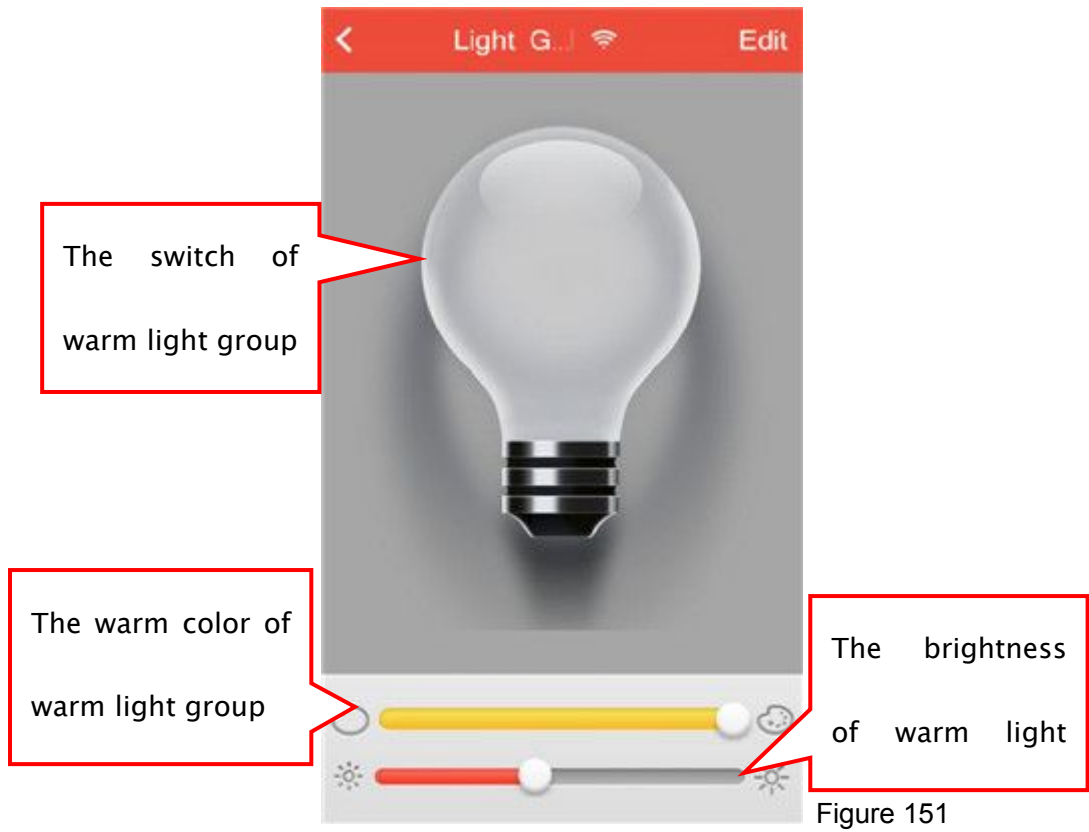 Light G... Edit
The switch of
warm light group
The warm color of
warm light group
The brightness
of warm light
Figure 151